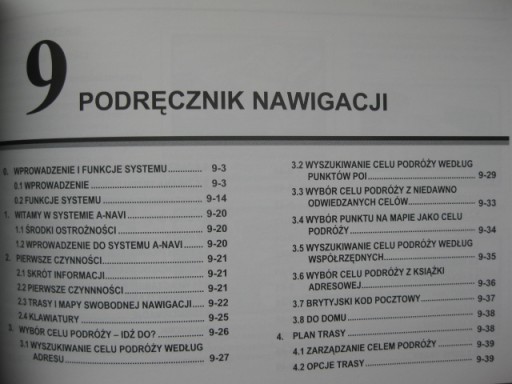 9 PODRĘCZNIK NAWIGACJI
0. WPROWADZENIE I FUNKCJE SYSTEMU .............. 9-3
0.1 WPROWADZENIE .............. 9-3
0.2 FUNKCJE SYSTEMU .............. 9-14
1. WITAMY W SYSTEMIE A-NAVI .............. 9-20
1.1 ŚRODKI OSTROŻNOŚCI .............. 9-20
1.2 WPROWADZENIE DO SYSTEMU A-NAVI ....... 9-20
2. PIERWSZE CZYNNOŚCI .............. 9-21
2.1 SKRÓT INFORMACJI .............. 9-21
2.2 PIERWSZE CZYNNNOŚCI .............. 9-21
2.3 TRASY I MAPY SWOBODNEJ NAWIGACJI ..... 9-22
2.4 KLAWIATURY .............. 9-25
3. WYBÓR CELU PODRÓŻY – IDŹ DO? .............. 9-26
3.1 WYSZUKIWANIE CELU PODRÓŻY WEDŁUG
ADRESU .............. 9-27
3.2 WYSZUKIWANIE CELU PODRÓŻY WEDŁUG
PUNKTÓW POI .............. 9-29
3.3 WYBÓR CELU PODRÓŻY Z NIEDAWNO
ODWIEDZANYCH CELÓW .............. 9-33
3.4 WYBÓR PUNKTU NA MAPIE JAKO CELU
PODRÓŻY .............. 9-34
3.5 WYSZUKIWANIE CELU PODRÓŻY WEDŁUG
WSPÓŁRZĘDNYCH .............. 9-35
3.6 WYBÓR CELU PODRÓŻY Z KSIĄŻKI
ADRESOWEJ .............. 9-36
3.7 BRYTYJSKI KOD POCZTOWY .............. 9-37
3.8 DO DOMU .............. 9-38
4. PLAN TRASY .............. 9-38
4.1 ZARZĄDZANIE CELEM PODRÓŻY .............. 9-39
4.2 OPCJE TRASY .............. 9-39